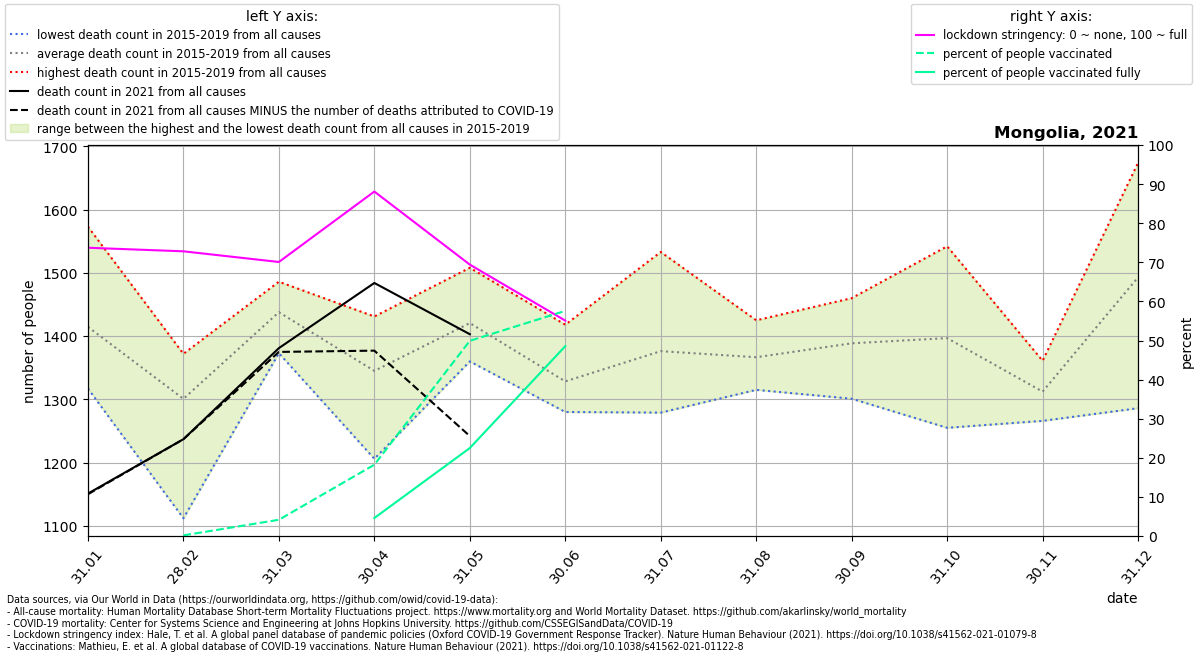 left Y axis:
lowest death count in 2015-2019 from all causes
average death count in 2015-2019 from all causes
highest death count in 2015-2019 from all causes
death count in 2021 from all causes
death count in 2021 from all causes MINUS the number of deaths attributed to COVID-19
range between the highest and the lowest death count from all causes in 2015-2019
right Y axis:
lockdown stringency: 0 ~ none, 100 ~ full
percent of people vaccinated
percent of people vaccinated fully
Mongolia, 2021
number of people
1700
1600
1500
1400
1300
1200
1100
100
90
80
70
60
50
40
30
20
10
0
percent
31.01
28.02
31.03
30.04
31.05
30.06
31.07
31.08
30.09
31.10
30.11
31.12
date
Data sources, via Our World in Data (https://ourworldindata.org, https://github.com/owid/covid-19-data):
- All-cause mortality: Human Mortality Database Short-term Mortality Fluctuations project. https://www.mortality.org and World Mortality Dataset. https://github.com/akarlinsky/world_mortality
- COVID-19 mortality: Center for Systems Science and Engineering at Johns Hopkins University. https://github.com/CSSEGISandData/COVID-19
- Lockdown stringency index: Hale, T. et al. A global panel database of pandemic policies (Oxford COVID-19 Government Response Tracker). Nature Human Behaviour (2021). https://doi.org/10.1038/s41562-021-01079-8
- Vaccinations: Mathieu, E. et al. A global database of COVID-19 vaccinations. Nature Human Behaviour (2021). https://doi.org/10.1038/s41562-021-01122-8